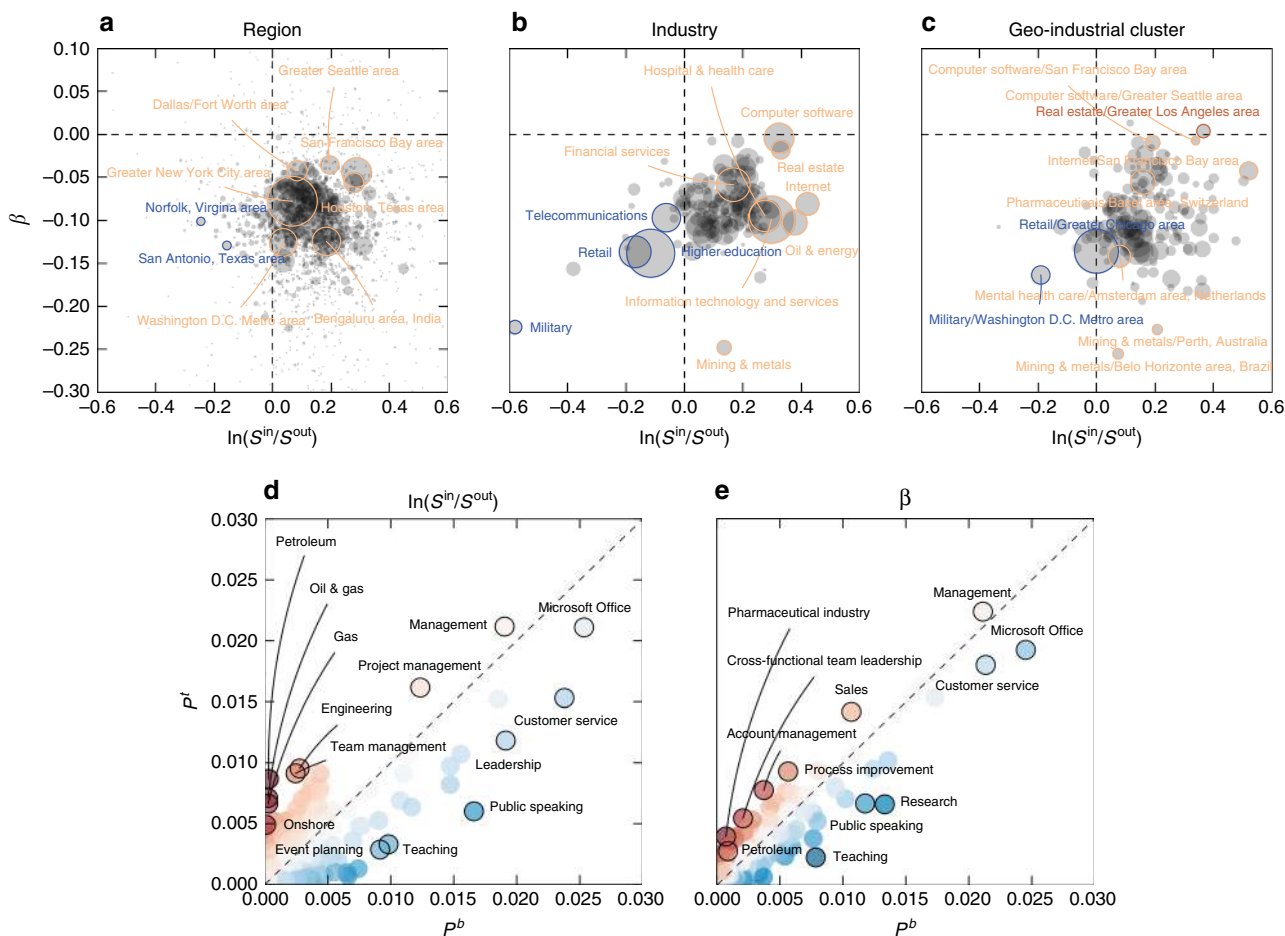 a
Region
b
Industry
c
Geo-industrial cluster
0.10
0.05
0.00
−0.05
−0.10
−0.15
−0.20
−0.25
−0.30
β
Greater Seattle area
Dallas/Fort Worth area
San Francisco Bay area
Greater New York City area
Norfolk, Virgina area
Houston, Texas area
San Antonio, Texas area
Washington D.C. Metro area
Bengaluru area, India
−0.6 −0.4 −0.2 0.0 0.2 0.4 0.6
ln(Sⁱⁿ/Sᵒᵘᵗ)
Hospital & health care
Computer software
Financial services
Real estate
Internet
Telecommunications
Retail
Higher education
Oil & energy
Information technology and services
Military
Mining & metals
−0.6 −0.4 −0.2 0.0 0.2 0.4 0.6
ln(Sⁱⁿ/Sᵒᵘᵗ)
Computer software/San Francisco Bay area
Computer software/Greater Seattle area
Real estate/Greater Los Angeles area
Internet/San Francisco Bay area
Pharmaceuticals Basel area, Switzerland
Retail/Greater Chicago area
Mental health care/Amsterdam area, Netherlands
Military/Washington D.C. Metro area
Mining & metals/Perth, Australia
Mining & metals/Belo Horizonte area, Brazil
−0.6 −0.4 −0.2 0.0 0.2 0.4 0.6
ln(Sⁱⁿ/Sᵒᵘᵗ)
d
ln(Sⁱⁿ/Sᵒᵘᵗ)
0.030
0.025
0.020
0.015
0.010
0.005
0.000
Pᵗ
Petroleum
Oil & gas
Gas
Management
Microsoft Office
Project management
Engineering
Customer service
Team management
Leadership
Public speaking
Onshore
Event planning
Teaching
0.000 0.005 0.010 0.015 0.020 0.025 0.030
Pᵇ
e
β
Management
Pharmaceutical industry
Microsoft Office
Cross-functional team leadership
Customer service
Sales
Account management
Process improvement
Research
Public speaking
Petroleum
Teaching
0.000 0.005 0.010 0.015 0.020 0.025 0.030
Pᵇ